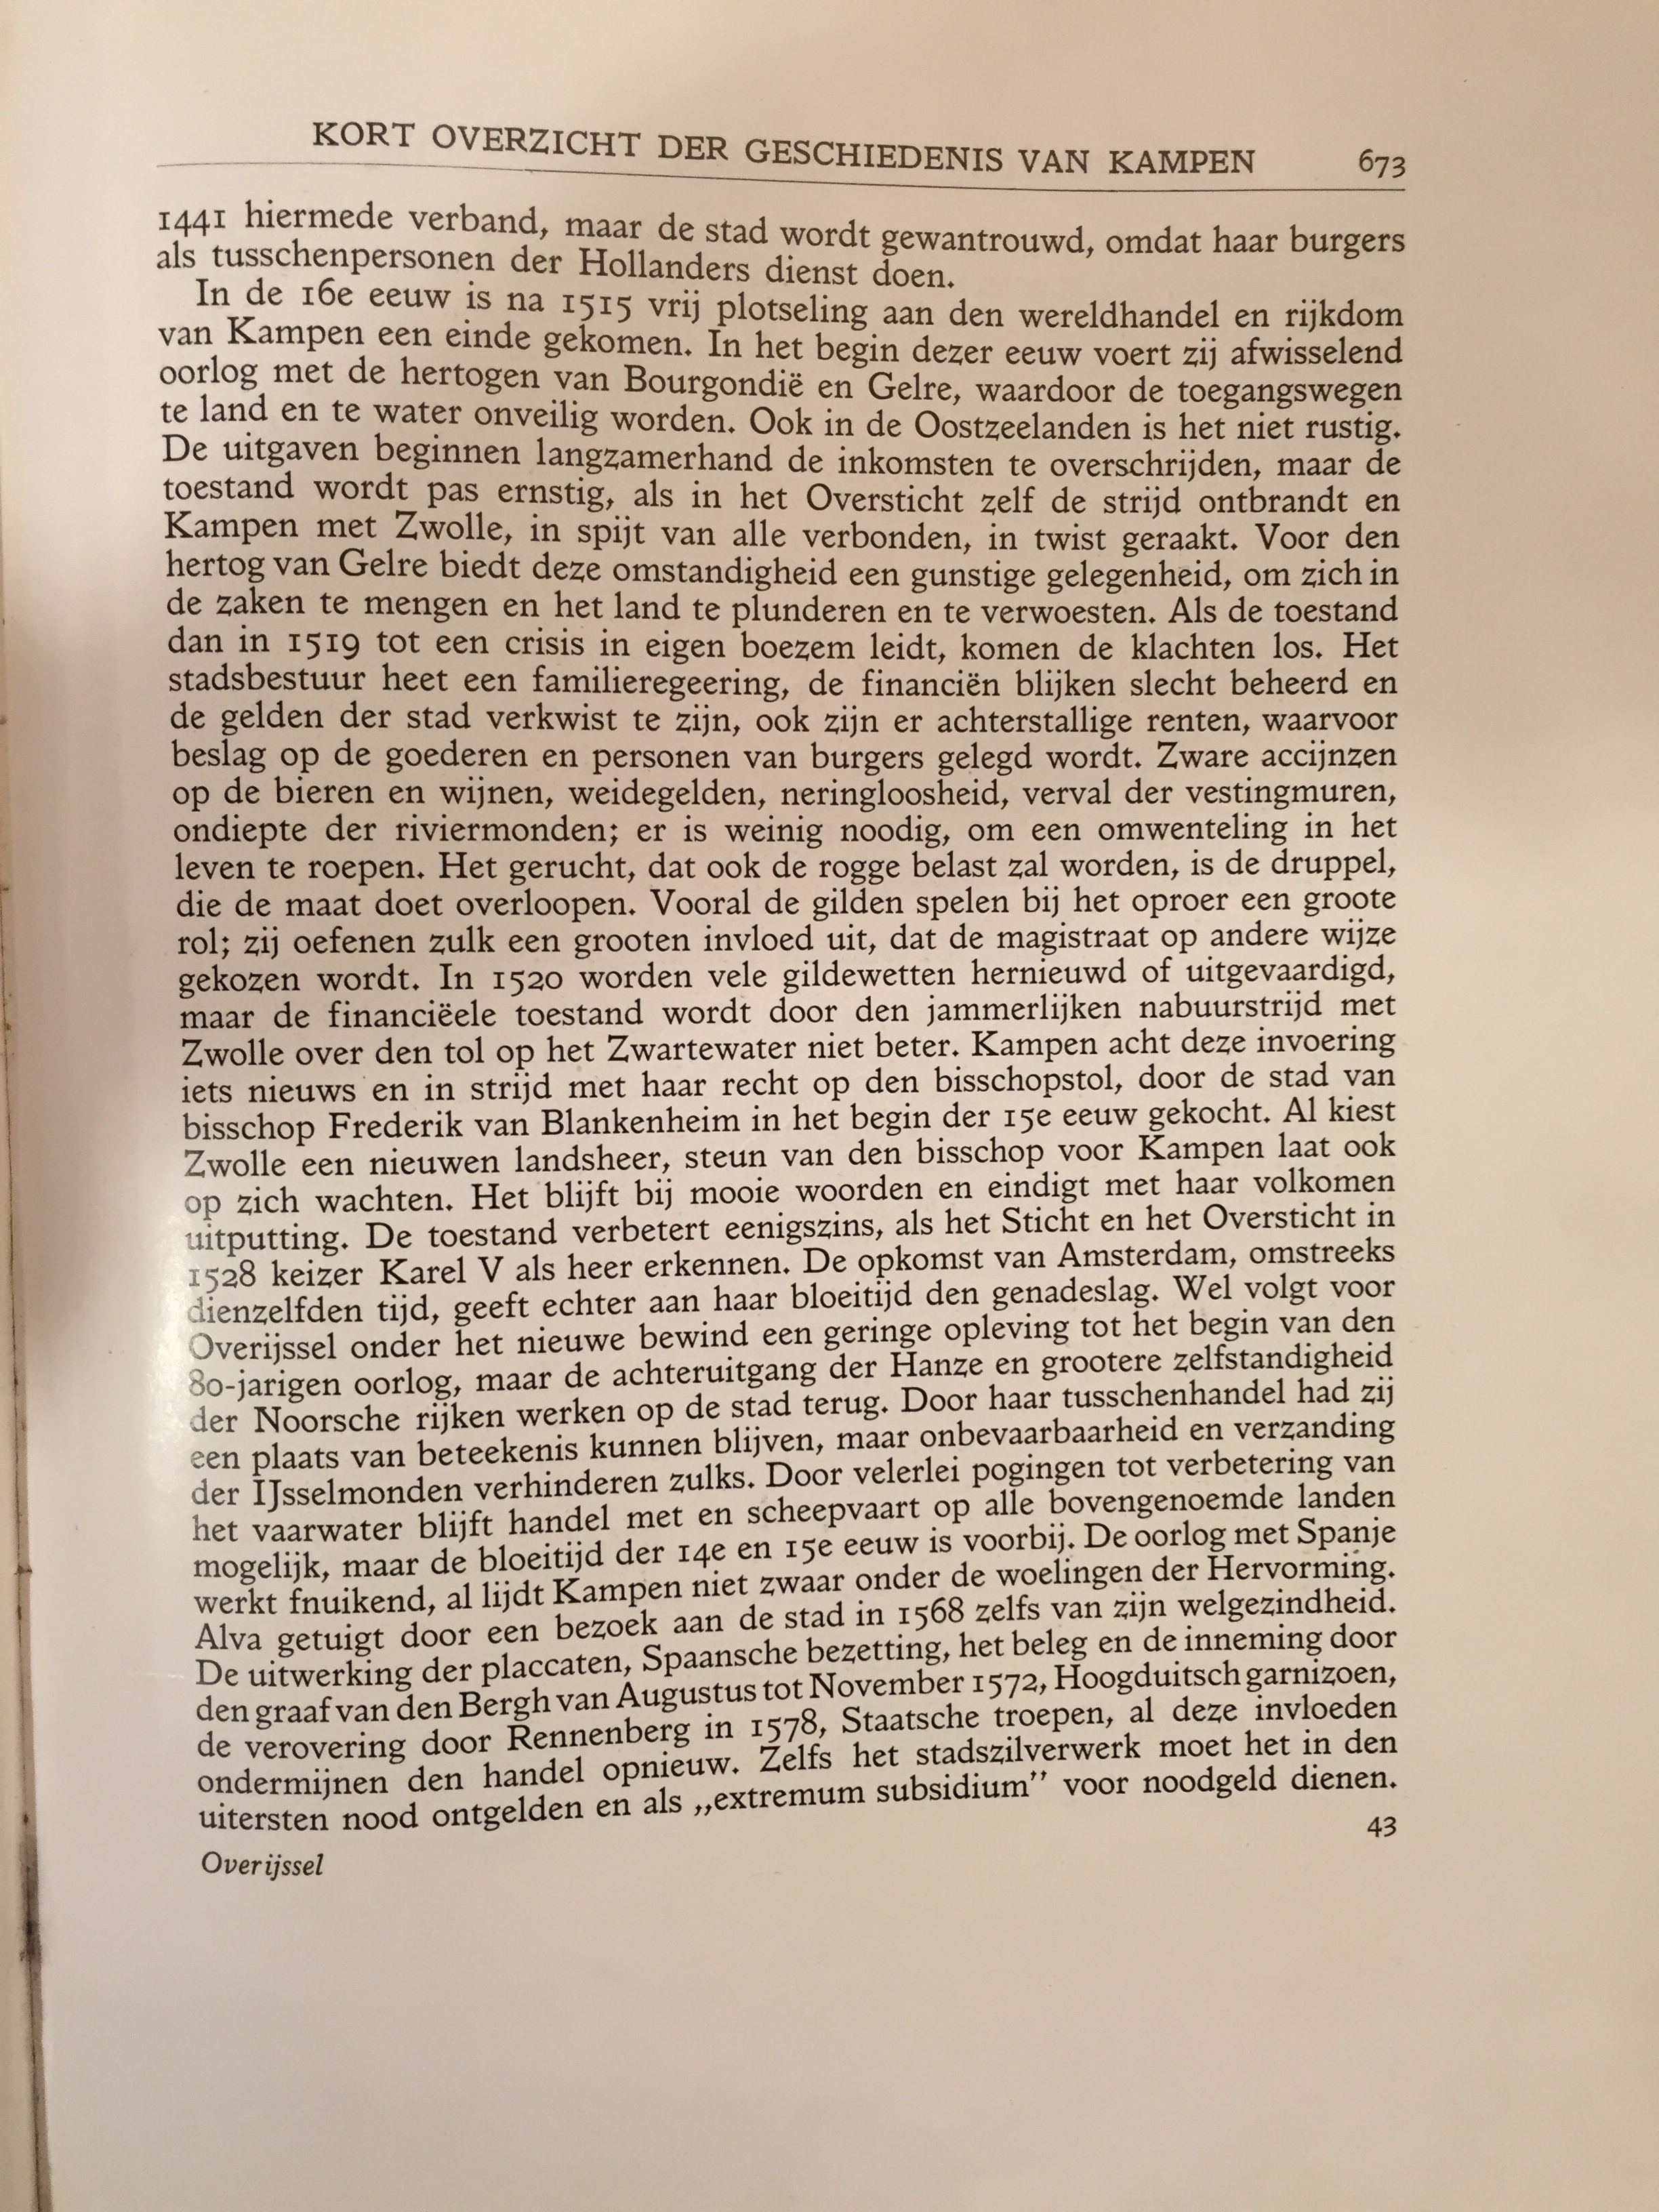 KORT OVERZICHT DER GESCHIEDENIS VAN KAMPEN 673
1441 hiermede verband, maar de stad wordt gewantrouwd, omdat haar burgers
als tusschenpersonen der Hollanders dienst doen.
In de 16e eeuw is na 1515 vrij plotseling aan den wereldhandel en rijkdom
van Kampen een einde gekomen. In het begin dezer eeuw voert zij afwisselend
oorlog met de hertogen van Bourgondië en Gelre, waardoor de toegangswegen
te land en te water onveilig worden. Ook in de Oostzeelanden is het niet rustig.
De uitgaven beginnen langzamerhand de inkomsten te overschrijden, maar de
toestand wordt pas ernstig, als in het Oversticht zelf de strijd ontbrandt en
Kampen met Zwolle, in spijt van alle verbonden, in twist geraakt. Voor den
hertog van Gelre biedt deze omstandigheid een gunstige gelegenheid, om zich in
de zaken te mengen en het land te plunderen en te verwoesten. Als de toestand
dan in 1519 tot een crisis in eigen boezem leidt, komen de klachten los. Het
stadsbestuur heet een familieregeering, de financiën blijken slecht beheerd en
de gelden der stad verkwist te zijn, ook zijn er achterstallige renten, waarvoor
beslag op de goederen en personen van burgers gelegd wordt. Zware accijnzen
op de bieren en wijnen, weidegelden, neringloosheid, verval der vestingmuren,
ondiepte der riviermonden; er is weinig noodig, om een omwenteling in het
leven te roepen. Het gerucht, dat ook de rogge belast zal worden, is de druppel,
die de maat doet overloopen. Vooral de gilden spelen bij het oproer een groote
rol; zij oefenen zulk een grooten invloed uit, dat de magistraat op andere wijze
gekozen wordt. In 1520 worden vele gildewetten hernieuwd of uitgevaardigd,
maar de financiëele toestand wordt door den jammerlijken nabuurstrijd met
Zwolle over den tol op het Zwartewater niet beter. Kampen acht deze invoering
iets nieuws en in strijd met haar recht op den bisschopstol, door de stad van
bisschop Frederik van Blankenheim in het begin der 15e eeuw gekocht. Al kiest
Zwolle een nieuwen landsheer, steun van den bisschop voor Kampen laat ook
op zich wachten. Het blijft bij mooie woorden en eindigt met haar volkomen
uitputting. De toestand verbetert eenigszins, als het Sticht en het Oversticht in
1528 keizer Karel V als heer erkennen. De opkomst van Amsterdam, omstreeks
dienzelfden tijd, geeft echter aan haar bloeitijd den genadeslag. Wel volgt voor
Overijssel onder het nieuwe bewind een geringe opleving tot het begin van den
80-jarigen oorlog, maar de achteruitgang der Hanze en grootere zelfstandigheid
der Noorsche rijken werken op de stad terug. Door haar tusschenhandel had zij
een plaats van beteekenis kunnen blijven, maar onbevaarbaarheid en verzanding
der IJsselmonden verhinderen zulks. Door velerlei pogingen tot verbetering van
het vaarwater blijft handel met en scheepvaart op alle bovengenoemde landen
mogelijk, maar de bloeitijd der 14e en 15e eeuw is voorbij. De oorlog met Spanje
werkt fnuikend, al lijdt Kampen niet zwaar onder de woelingen der Hervorming.
Alva getuigt door een bezoek aan de stad in 1568 zelfs van zijn welgezindheid.
De uitwerking der placcaten, Spaansche bezetting, het beleg en de inneming door
den graaf van den Bergh van Augustus tot November 1572, Hoogduitsch garnizoen,
de verovering door Rennenberg in 1578, Staatsche troepen, al deze invloeden
ondermijnen den handel opnieuw. Zelfs het stadszilverwerk moet het in den
uitersten nood ontgelden en als „extremum subsidium” voor noodgeld dienen.
43
Overijssel